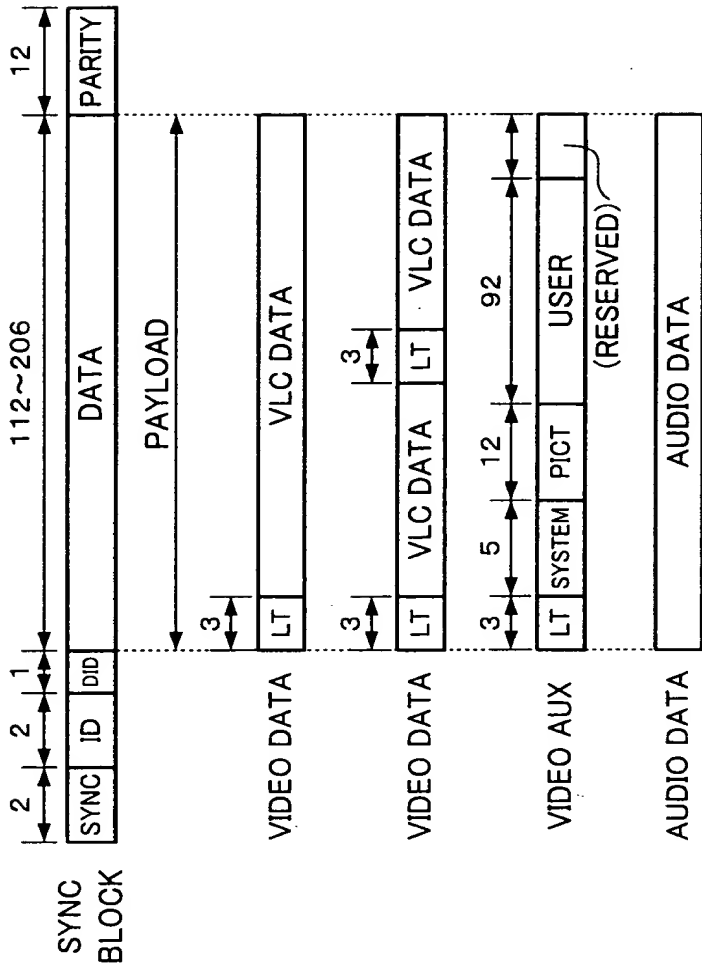 SYNC
BLOCK
2 2 1 112~206 12
SYNC ID DID DATA PARITY
PAYLOAD
3
VIDEO DATA LT VLC DATA
3 3
VIDEO DATA LT VLC DATA LT VLC DATA
3 5 12 92
VIDEO AUX LT SYSTEM PICT USER
(RESERVED)
AUDIO DATA AUDIO DATA